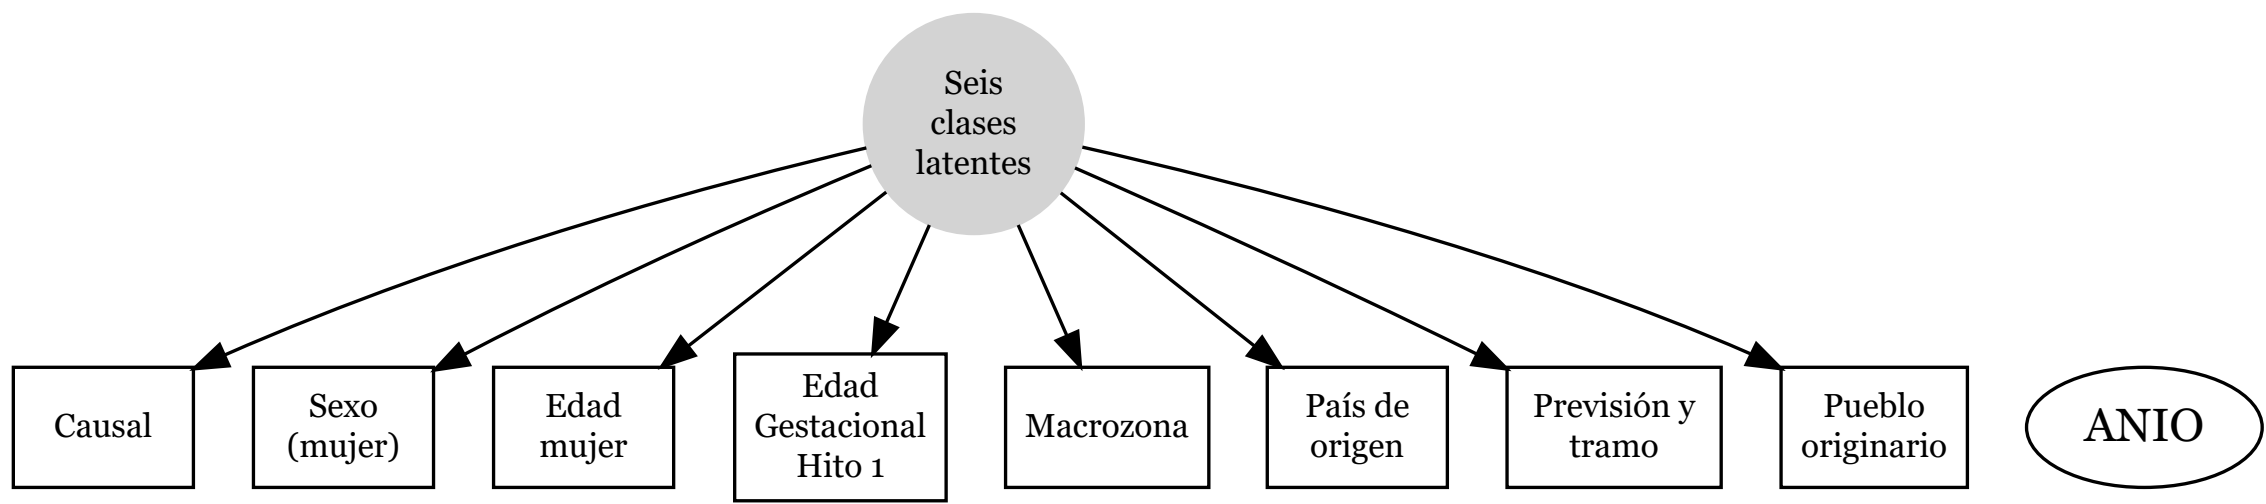 Seis
clases
latentes
Causal
Sexo
(mujer)
Edad
mujer
Edad
Gestacional
Hito 1
Macrozona
País de
origen
Previsión y
tramo
Pueblo
originario
ANIO